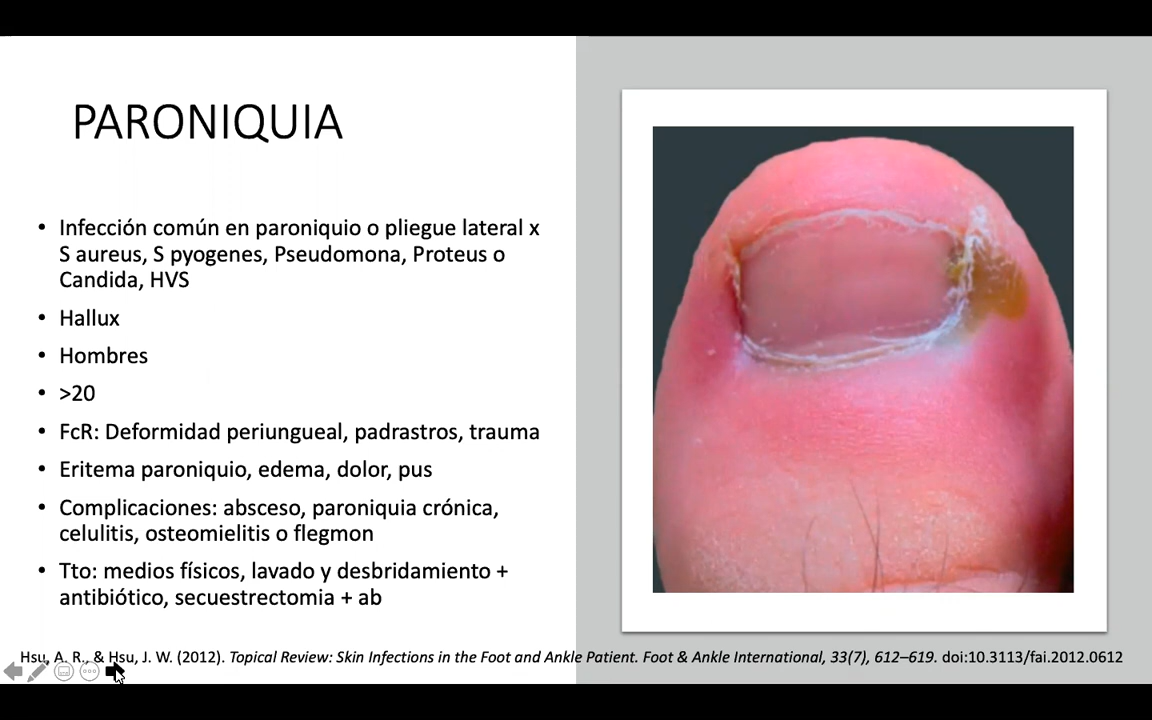 PARONIQUIA
• Infección común en paroniquio o pliegue lateral x
S aureus, S pyogenes, Pseudomona, Proteus o
Candida, HVS
• Hallux
• Hombres
• >20
• FcR: Deformidad periungueal, padrastros, trauma
• Eritema paroniquio, edema, dolor, pus
• Complicaciones: absceso, paroniquia crónica,
celulitis, osteomielitis o flegmon
• Tto: medios físicos, lavado y desbridamiento +
antibiótico, secuestrectomia + ab
Hsu, A. R., & Hsu, J. W. (2012). Topical Review: Skin Infections in the Foot and Ankle Patient. Foot & Ankle International, 33(7), 612–619. doi:10.3113/fai.2012.0612